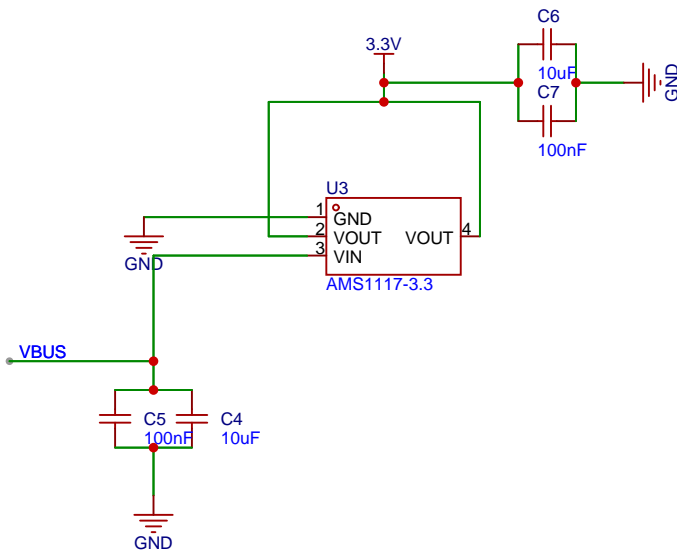 C6
3.3V
10uF
C7
GND
100nF
U3
1
GND
2
VOUT
VOUT
4
3
VIN
GND
AMS1117-3.3
VBUS
C5
C4
100nF
10uF
GND